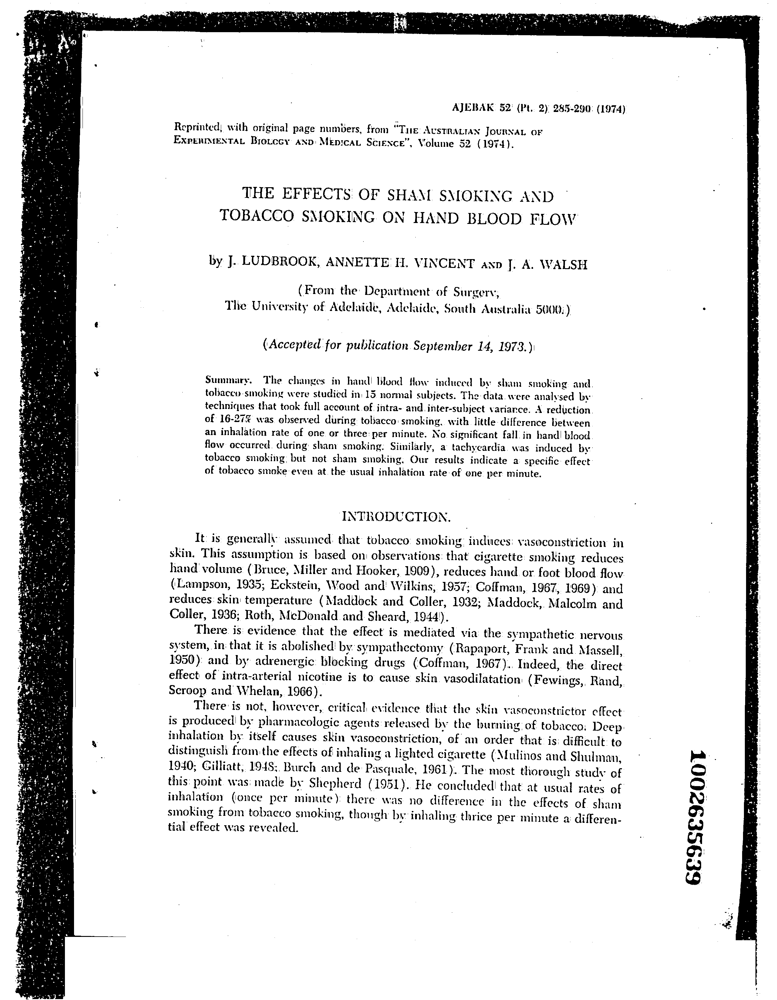 AJEBAK 52 (Pt. 2) 285-290 (1974)
Reprinted, with original page numbers, from "THE AUSTRALIAN JOURNAL OF
EXPERIMENTAL BIOLOGY AND MEDICAL SCIENCE", Volume 52 (1974).
THE EFFECTS OF SHAM SMOKING AND
TOBACCO SMOKING ON HAND BLOOD FLOW
by J. LUDBROOK, ANNETTE H. VINCENT AND J. A. WALSH
(From the Department of Surgery,
The University of Adelaide, Adelaide, South Australia 5000.)
(Accepted for publication September 14, 1973.)
Summary. The changes in hand blood flow induced by sham smoking and
tobacco smoking were studied in 15 normal subjects. The data were analysed by
techniques that took full account of intra- and inter-subject variance. A reduction
of 16-27% was observed during tobacco smoking, with little difference between
an inhalation rate of one or three per minute. No significant fall in hand blood
flow occurred during sham smoking. Similarly, a tachycardia was induced by
tobacco smoking but not sham smoking. Our results indicate a specific effect
of tobacco smoke even at the usual inhalation rate of one per minute.
INTRODUCTION.
It is generally assumed that tobacco smoking induces vasoconstriction in
skin. This assumption is based on observations that cigarette smoking reduces
hand volume (Bruce, Miller and Hooker, 1909), reduces hand or foot blood flow
(Lampson, 1935; Eckstein, Wood and Wilkins, 1957; Coffman, 1967, 1969) and
reduces skin temperature (Maddock and Coller, 1932; Maddock, Malcolm and
Coller, 1936; Roth, McDonald and Sheard, 1944).
There is evidence that the effect is mediated via the sympathetic nervous
system, in that it is abolished by sympathectomy (Rapaport, Frank and Massell,
1950) and by adrenergic blocking drugs (Coffman, 1967). Indeed, the direct
effect of intra-arterial nicotine is to cause skin vasodilatation (Fewings, Rand,
Scroop and Whelan, 1966).
There is not, however, critical evidence that the skin vasoconstrictor effect
is produced by pharmacologic agents released by the burning of tobacco. Deep
inhalation by itself causes skin vasoconstriction, of an order that is difficult to
distinguish from the effects of inhaling a lighted cigarette (Mulinos and Shulman,
1940; Gilliatt, 1948; Burch and de Pasquale, 1961). The most thorough study of
this point was made by Shepherd (1951). He concluded that at usual rates of
inhalation (once per minute) there was no difference in the effects of sham
smoking from tobacco smoking, though by inhaling thrice per minute a differen-
tial effect was revealed.
1002635639